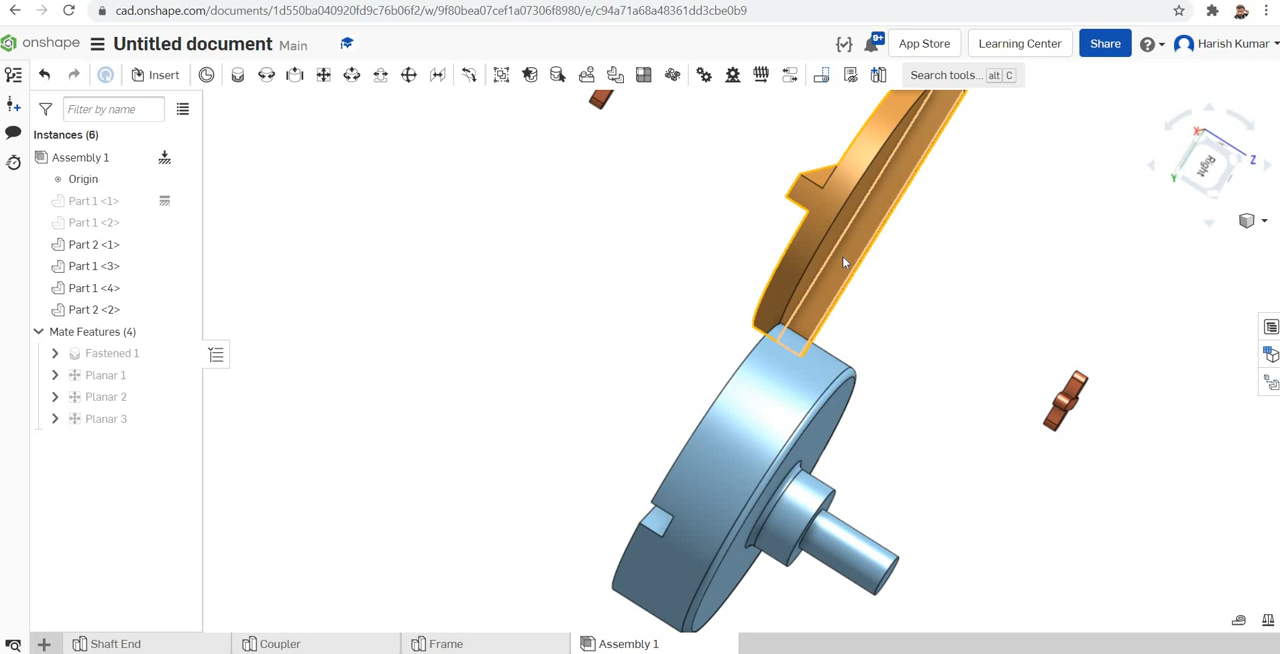 cad.onshape.com/documents/1d550ba040920fd9c76b06f2/w/9f80bea07cef1a07306f8980/e/c94a71a68a48361dd3cbe0b9
onshape Untitled document Main 9+ App Store Learning Center Share Harish Kumar
Insert Search tools... alt C
Filter by name
Instances (6)
Assembly 1
Origin
Part 1 <1>
Part 1 <2>
Part 2 <1>
Part 1 <3>
Part 1 <4>
Part 2 <2>
Mate Features (4)
Fastened 1
Planar 1
Planar 2
Planar 3
X
Z
Y
Right
Shaft End Coupler Frame Assembly 1